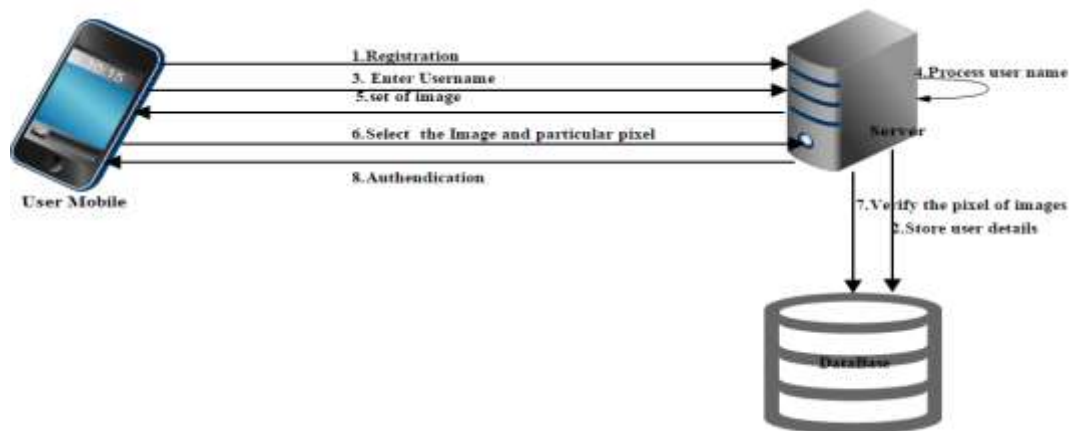 10:15
1.Registration
3. Enter Username
5.set of image
6.Select the Image and particular pixel
8.Authendication
User Mobile
4.Process user name
Server
7.Verify the pixel of images
2.Store user details
DataBase